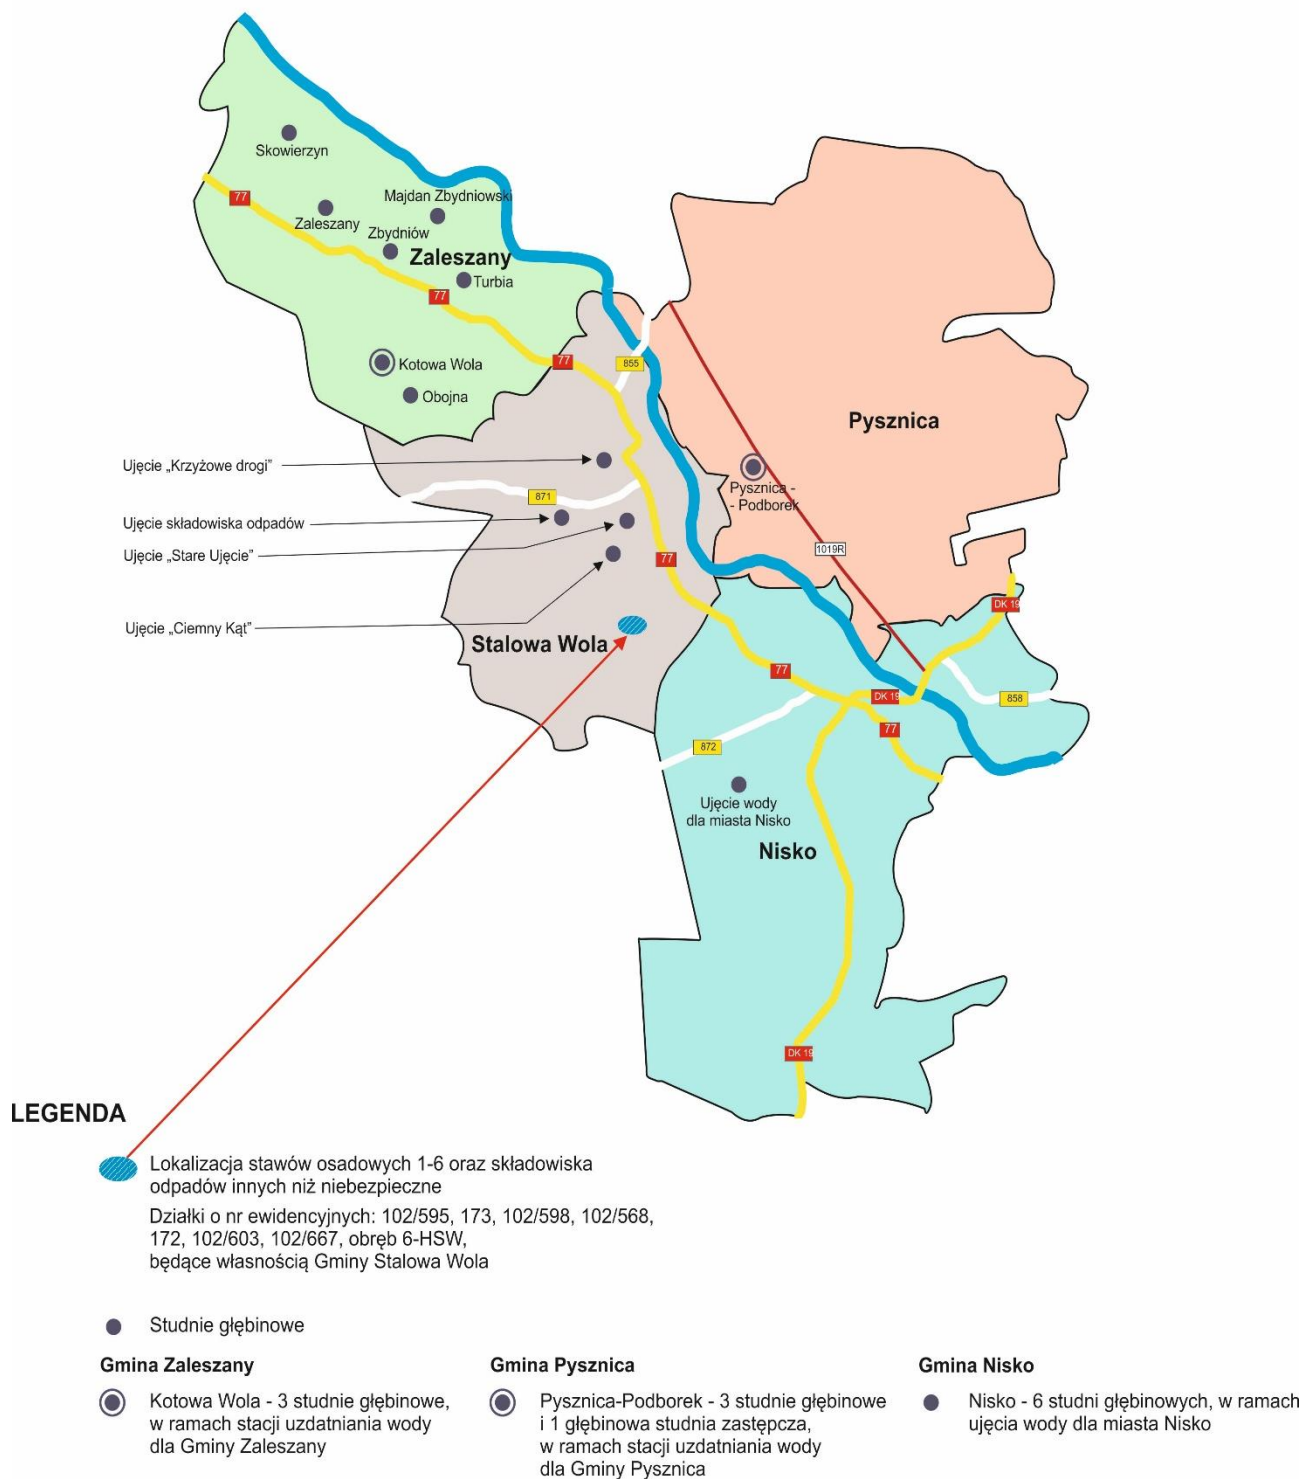 Skowierzyn
77
Majdan Zbydniowski
Zaleszany
Zbydniów
Zaleszany
Turbia
77
77
855
Kotowa Wola
Obojna
Pysznica
Ujęcie „Krzyżowe drogi”
871
Pysznica -
- Podborek
Ujęcie składowiska odpadów
Ujęcie „Stare Ujęcie”
77
1019R
DK 19
Ujęcie „Ciemny Kąt”
Stalowa Wola
77
DK 19
858
77
872
Ujęcie wody
dla miasta Nisko
Nisko
DK 19
LEGENDA
Lokalizacja stawów osadowych 1-6 oraz składowiska
odpadów innych niż niebezpieczne
Działki o nr ewidencyjnych: 102/595, 173, 102/598, 102/568,
172, 102/603, 102/667, obręb 6-HSW,
będące własnością Gminy Stalowa Wola
Studnie głębinowe
Gmina Zaleszany
Kotowa Wola - 3 studnie głębinowe,
w ramach stacji uzdatniania wody
dla Gminy Zaleszany
Gmina Pysznica
Pysznica-Podborek - 3 studnie głębinowe
i 1 głębinowa studnia zastępcza,
w ramach stacji uzdatniania wody
dla Gminy Pysznica
Gmina Nisko
Nisko - 6 studni głębinowych, w ramach
ujęcia wody dla miasta Nisko